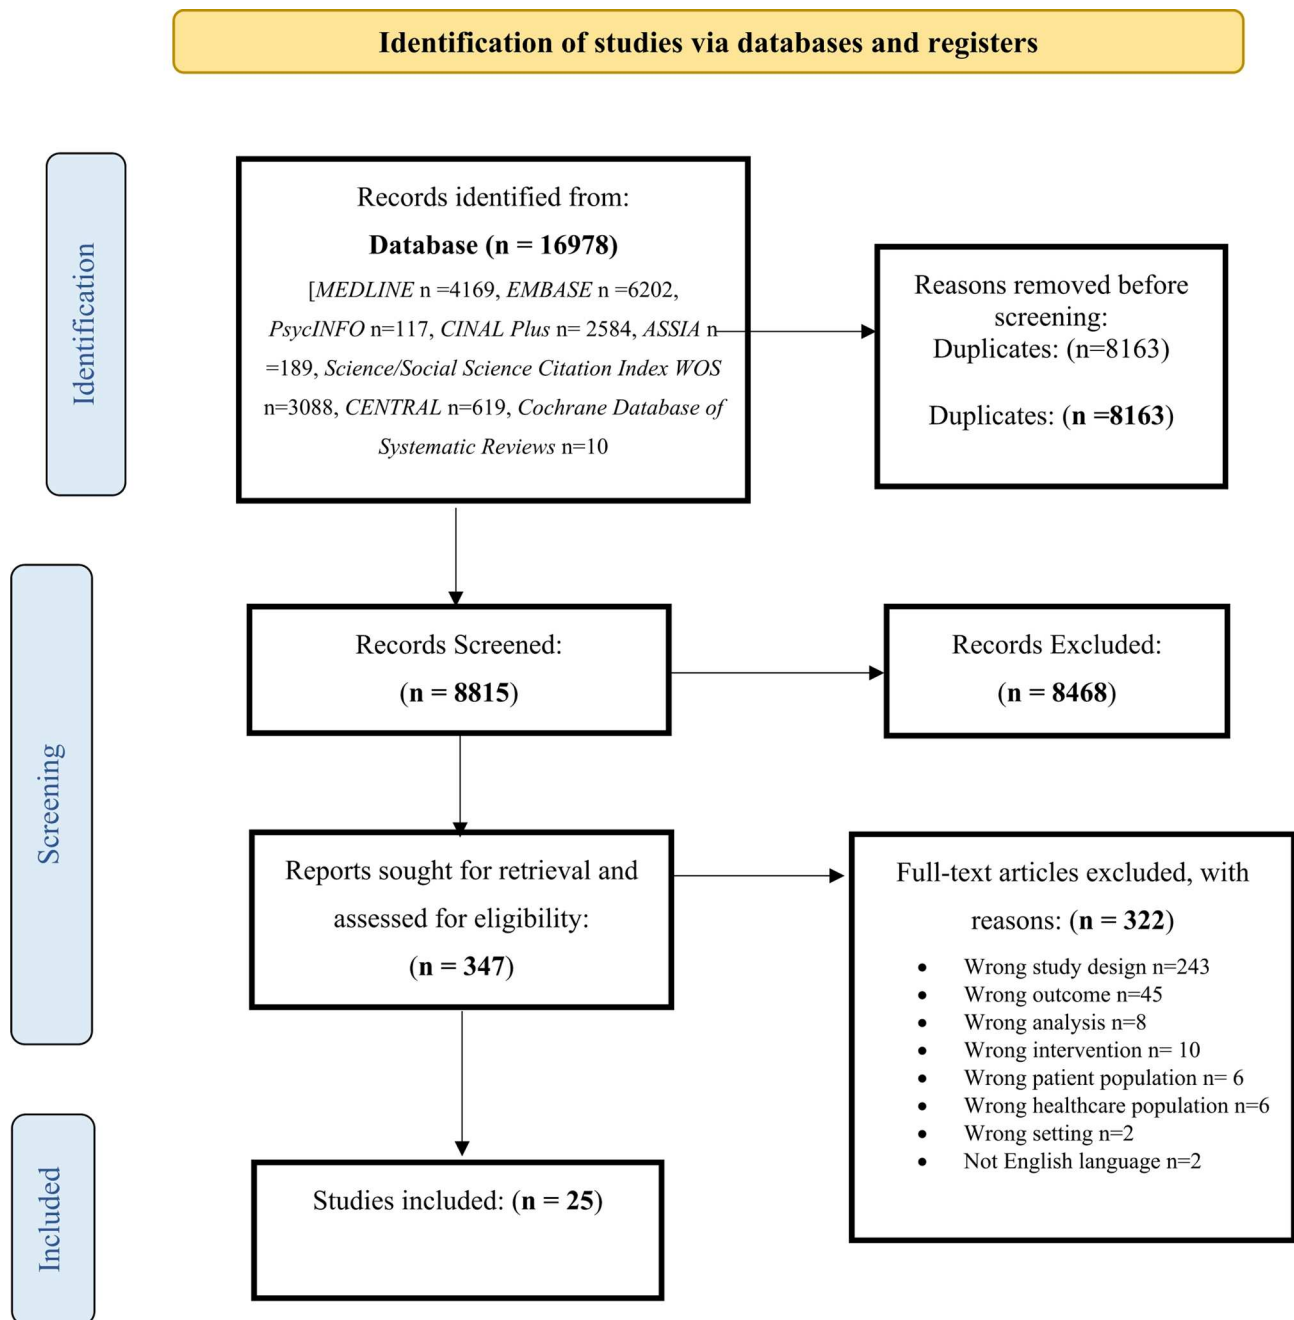 Identification of studies via databases and registers
Identification
Records identified from:
Database (n = 16978)
[MEDLINE n =4169, EMBASE n =6202,
PsycINFO n=117, CINAL Plus n= 2584, ASSIA n
=189, Science/Social Science Citation Index WOS
n=3088, CENTRAL n=619, Cochrane Database of
Systematic Reviews n=10
Reasons removed before
screening:
Duplicates: (n=8163)
Duplicates: (n =8163)
Screening
Records Screened:
(n = 8815)
Records Excluded:
(n = 8468)
Reports sought for retrieval and
assessed for eligibility:
(n = 347)
Full-text articles excluded, with
reasons: (n = 322)
• Wrong study design n=243
• Wrong outcome n=45
• Wrong analysis n=8
• Wrong intervention n= 10
• Wrong patient population n= 6
• Wrong healthcare population n=6
• Wrong setting n=2
• Not English language n=2
Included
Studies included: (n = 25)